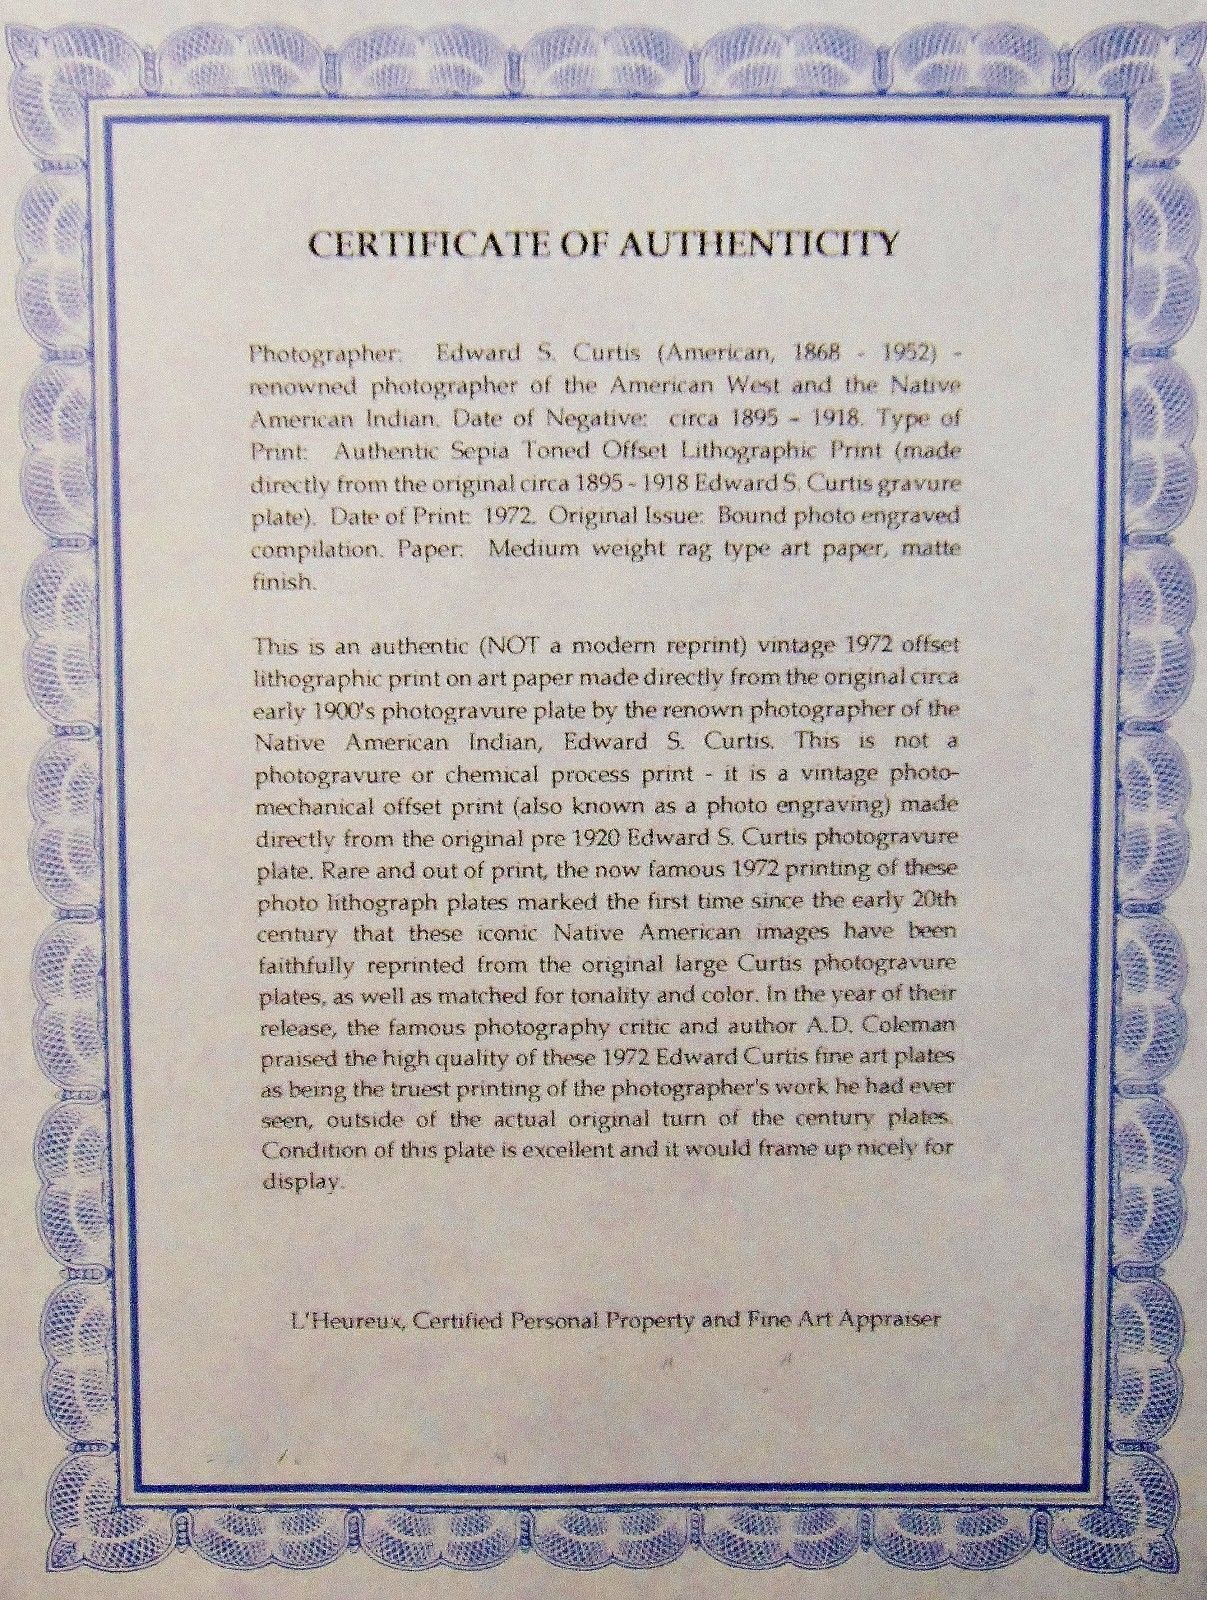 CERTIFICATE OF AUTHENTICITY
Photographer: Edward S. Curtis (American, 1868 - 1952) -
renowned photographer of the American West and the Native
American Indian. Date of Negative: circa 1895 - 1918. Type of
Print: Authentic Sepia Toned Offset Lithographic Print (made
directly from the original circa 1895 - 1918 Edward S. Curtis gravure
plate). Date of Print: 1972. Original Issue: Bound photo engraved
compilation. Paper: Medium weight rag type art paper, matte
finish.
This is an authentic (NOT a modern reprint) vintage 1972 offset
lithographic print on art paper made directly from the original circa
early 1900's photogravure plate by the renown photographer of the
Native American Indian, Edward S. Curtis. This is not a
photogravure or chemical process print - it is a vintage photo-
mechanical offset print (also known as a photo engraving) made
directly from the original pre 1920 Edward S. Curtis photogravure
plate. Rare and out of print, the now famous 1972 printing of these
photo lithograph plates marked the first time since the early 20th
century that these iconic Native American images have been
faithfully reprinted from the original large Curtis photogravure
plates, as well as matched for tonality and color. In the year of their
release, the famous photography critic and author A.D. Coleman
praised the high quality of these 1972 Edward Curtis fine art plates
as being the truest printing of the photographer's work he had ever
seen, outside of the actual original turn of the century plates.
Condition of this plate is excellent and it would frame up nicely for
display.
L'Heureux, Certified Personal Property and Fine Art Appraiser